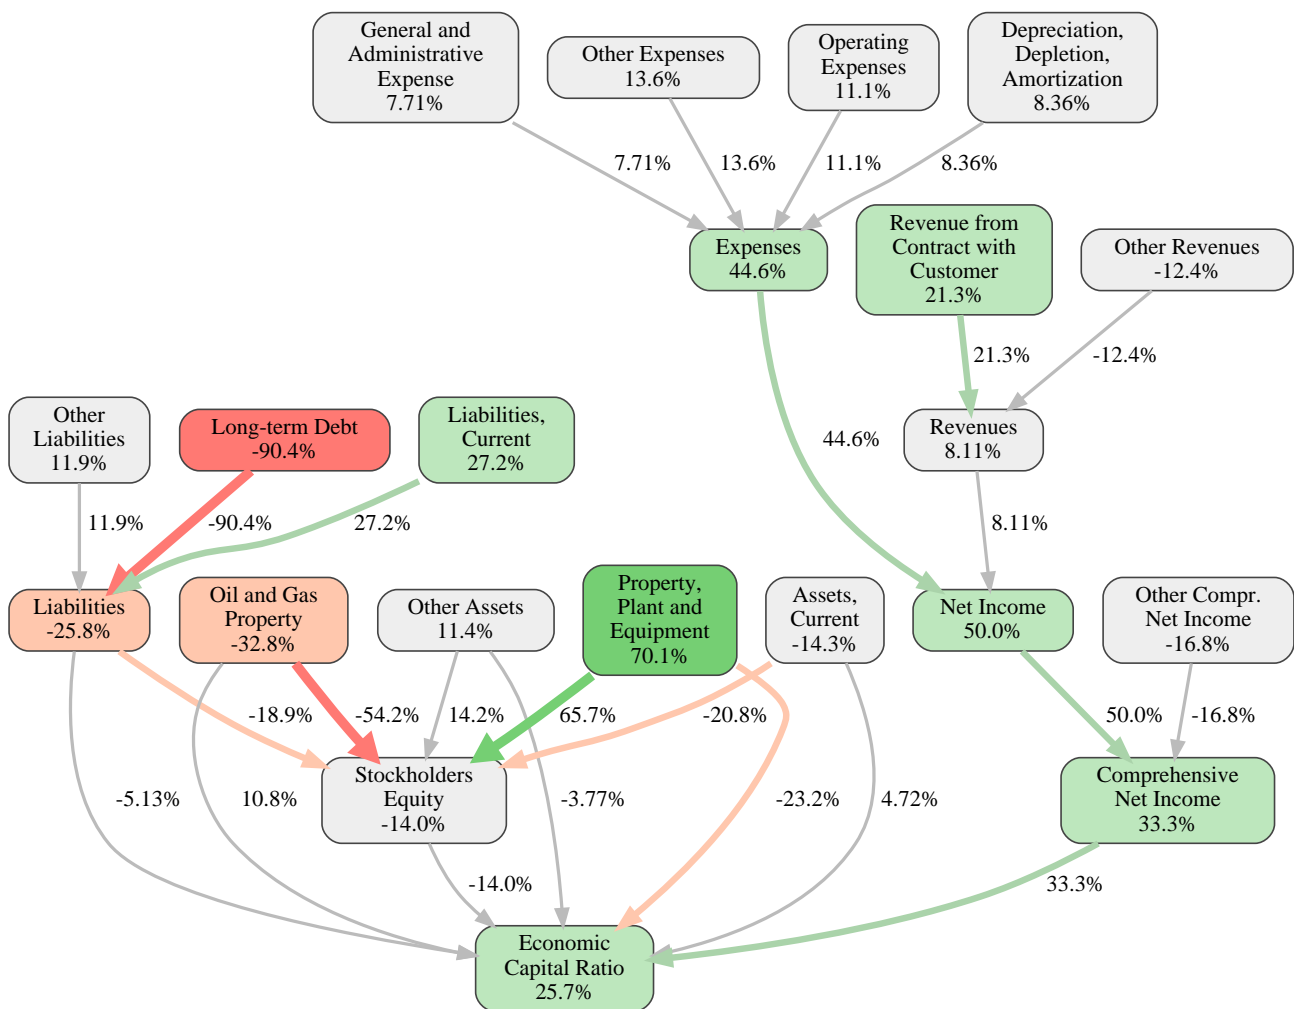 General and
Administrative
Expense
7.71%
Other Expenses
13.6%
Operating
Expenses
11.1%
Depreciation,
Depletion,
Amortization
8.36%
7.71%
13.6%
11.1%
8.36%
Expenses
44.6%
Revenue from
Contract with
Customer
21.3%
Other Revenues
-12.4%
21.3%
-12.4%
Other
Liabilities
11.9%
Long-term Debt
-90.4%
Liabilities,
Current
27.2%
44.6%
Revenues
8.11%
11.9%
-90.4%
27.2%
8.11%
Liabilities
-25.8%
Oil and Gas
Property
-32.8%
Other Assets
11.4%
Property,
Plant and
Equipment
70.1%
Assets,
Current
-14.3%
Net Income
50.0%
Other Compr.
Net Income
-16.8%
-18.9%
-54.2%
14.2%
65.7%
-20.8%
50.0%
-16.8%
-5.13%
10.8%
Stockholders
Equity
-14.0%
-3.77%
-23.2%
4.72%
Comprehensive
Net Income
33.3%
-14.0%
33.3%
Economic
Capital Ratio
25.7%